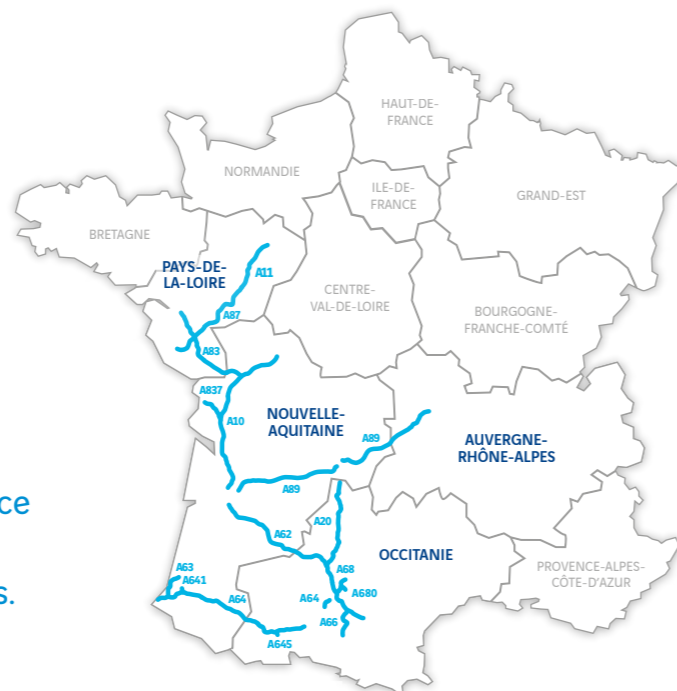 HAUT-DE-
FRANCE
NORMANDIE
ILE-DE-
FRANCE
GRAND-EST
BRETAGNE
PAYS-DE-
LA-LOIRE
A11
CENTRE-
VAL-DE-LOIRE
BOURGOGNE-
FRANCHE-COMTÉ
A87
A83
A837
A10
NOUVELLE-
AQUITAINE
A89
AUVERGNE-
RHÔNE-ALPES
A89
ce
A20
A62
OCCITANIE
A63
A641
A68
PROVENCE-ALPES-
CÔTE-D'AZUR
s.
A64
A64
A680
A66
A645